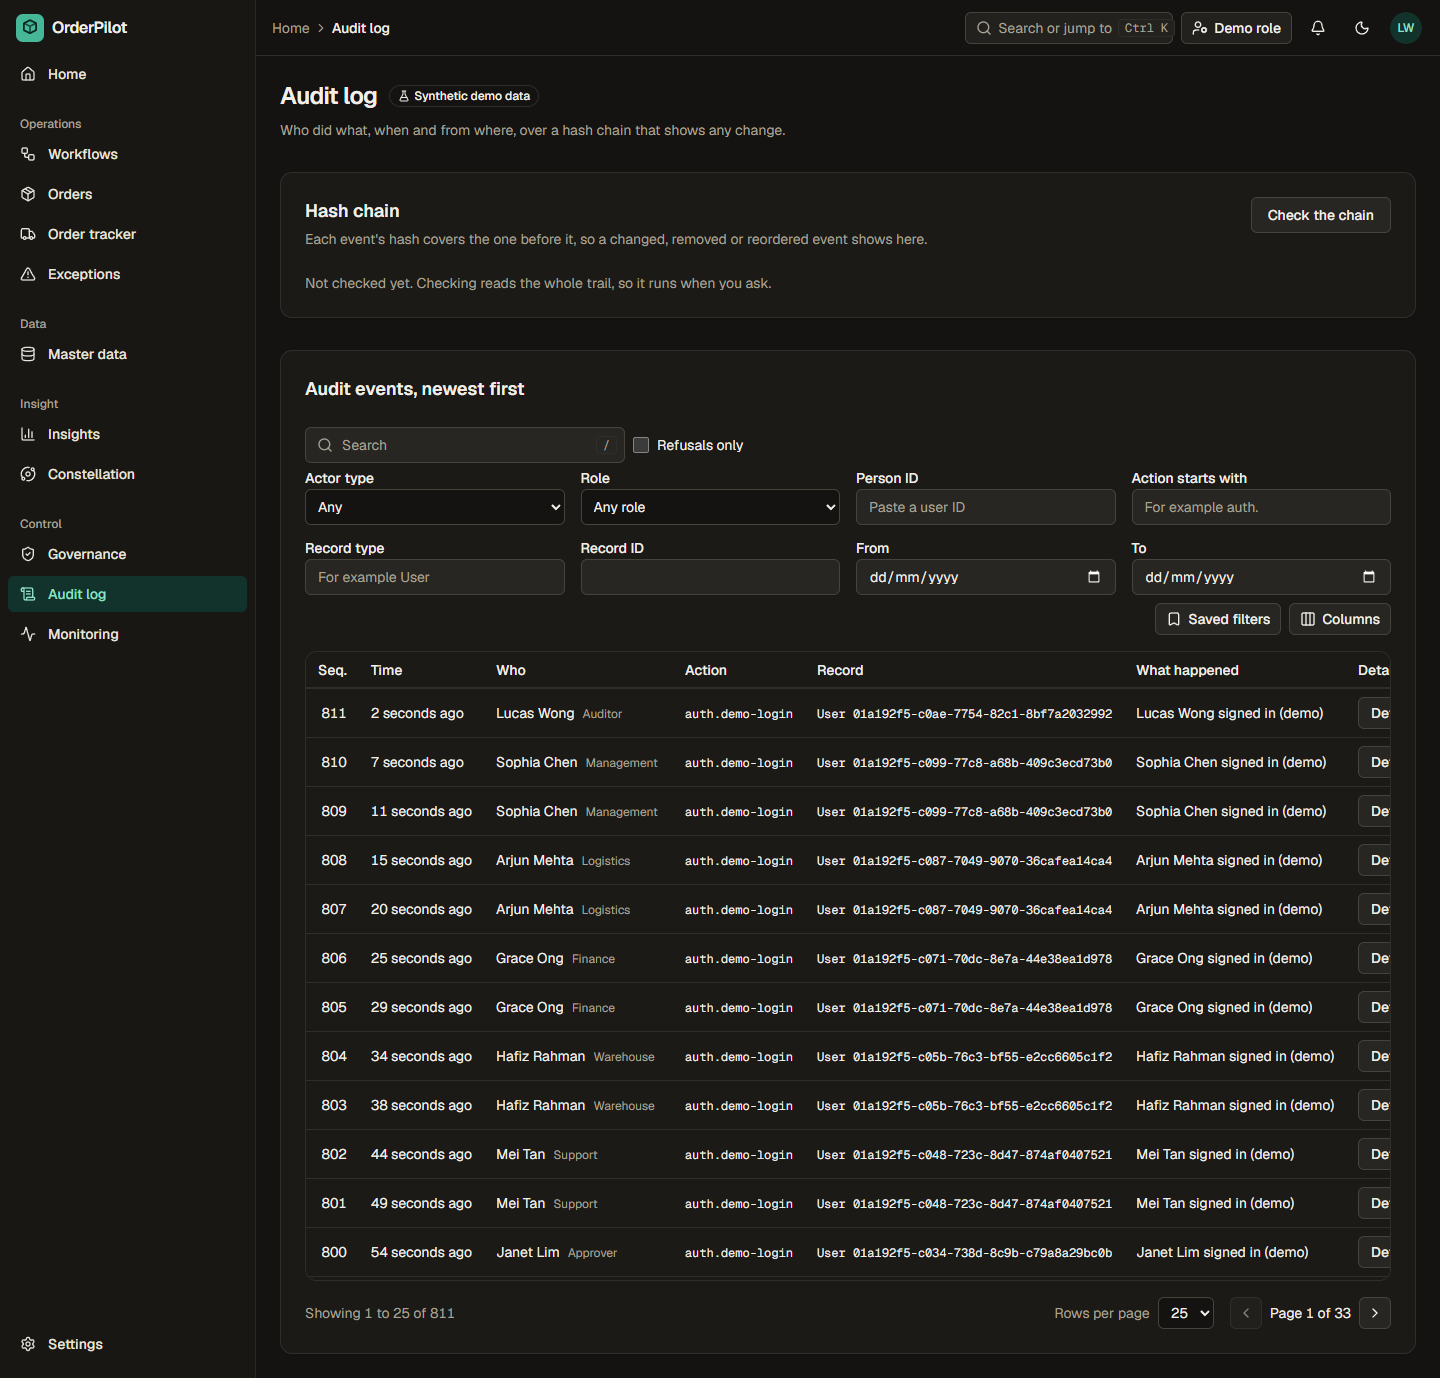 OrderPilot
Home
Operations
Workflows
Orders
Order tracker
Exceptions
Data
Master data
Insight
Insights
Constellation
Control
Governance
Audit log
Monitoring
Settings
Home > Audit log
Search or jump to Ctrl K
Demo role
LW
Audit log Synthetic demo data
Who did what, when and from where, over a hash chain that shows any change.
Hash chain
Check the chain
Each event's hash covers the one before it, so a changed, removed or reordered event shows here.
Not checked yet. Checking reads the whole trail, so it runs when you ask.
Audit events, newest first
Search / Refusals only
Actor type Role Person ID Action starts with
Any Any role Paste a user ID For example auth.
Record type Record ID From To
For example User dd/mm/yyyy dd/mm/yyyy
Saved filters Columns
Seq. Time Who Action Record What happened Deta
811 2 seconds ago Lucas Wong Auditor auth.demo-login User 01a192f5-c0ae-7754-82c1-8bf7a2032992 Lucas Wong signed in (demo) De
810 7 seconds ago Sophia Chen Management auth.demo-login User 01a192f5-c099-77c8-a68b-409c3ecd73b0 Sophia Chen signed in (demo) De
809 11 seconds ago Sophia Chen Management auth.demo-login User 01a192f5-c099-77c8-a68b-409c3ecd73b0 Sophia Chen signed in (demo) De
808 15 seconds ago Arjun Mehta Logistics auth.demo-login User 01a192f5-c087-7049-9070-36cafea14ca4 Arjun Mehta signed in (demo) De
807 20 seconds ago Arjun Mehta Logistics auth.demo-login User 01a192f5-c087-7049-9070-36cafea14ca4 Arjun Mehta signed in (demo) De
806 25 seconds ago Grace Ong Finance auth.demo-login User 01a192f5-c071-70dc-8e7a-44e38ea1d978 Grace Ong signed in (demo) De
805 29 seconds ago Grace Ong Finance auth.demo-login User 01a192f5-c071-70dc-8e7a-44e38ea1d978 Grace Ong signed in (demo) De
804 34 seconds ago Hafiz Rahman Warehouse auth.demo-login User 01a192f5-c05b-76c3-bf55-e2cc6605c1f2 Hafiz Rahman signed in (demo) De
803 38 seconds ago Hafiz Rahman Warehouse auth.demo-login User 01a192f5-c05b-76c3-bf55-e2cc6605c1f2 Hafiz Rahman signed in (demo) De
802 44 seconds ago Mei Tan Support auth.demo-login User 01a192f5-c048-723c-8d47-874af0407521 Mei Tan signed in (demo) De
801 49 seconds ago Mei Tan Support auth.demo-login User 01a192f5-c048-723c-8d47-874af0407521 Mei Tan signed in (demo) De
800 54 seconds ago Janet Lim Approver auth.demo-login User 01a192f5-c034-738d-8c9b-c79a8a29bc0b Janet Lim signed in (demo) De
Showing 1 to 25 of 811 Rows per page 25 Page 1 of 33